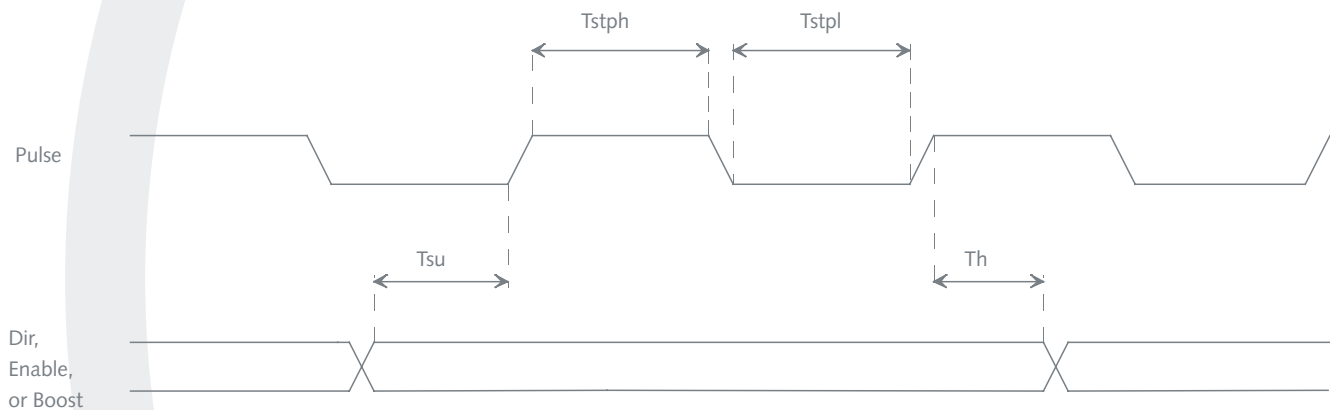 Tstph
Tstpl
Pulse
Tsu
Th
Dir,
Enable,
or Boost